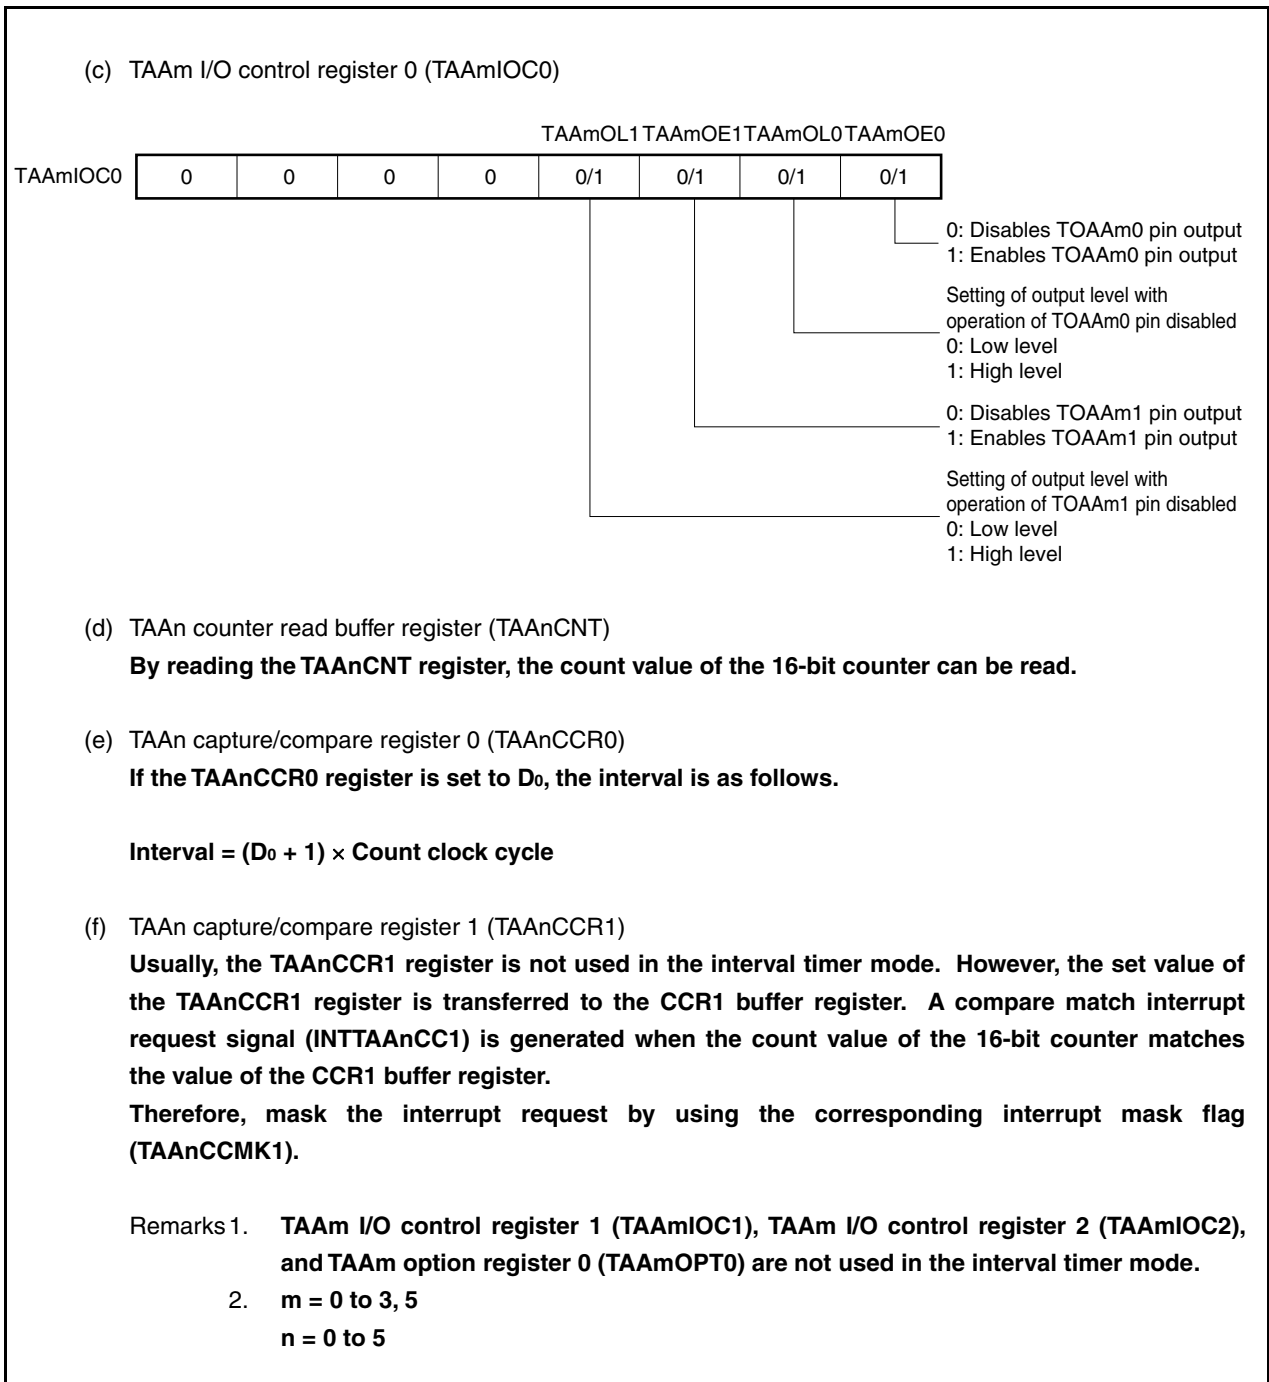 (c) TAAm I/O control register 0 (TAAmIOC0)
TAAmOL1 TAAmOE1 TAAmOL0 TAAmOE0
TAAmIOC0 0 0 0 0 0/1 0/1 0/1 0/1
0: Disables TOAAm0 pin output
1: Enables TOAAm0 pin output
Setting of output level with
operation of TOAAm0 pin disabled
0: Low level
1: High level
0: Disables TOAAm1 pin output
1: Enables TOAAm1 pin output
Setting of output level with
operation of TOAAm1 pin disabled
0: Low level
1: High level
(d) TAAn counter read buffer register (TAAnCNT)
By reading the TAAnCNT register, the count value of the 16-bit counter can be read.
(e) TAAn capture/compare register 0 (TAAnCCR0)
If the TAAnCCR0 register is set to D0, the interval is as follows.
Interval = (D0 + 1) × Count clock cycle
(f) TAAn capture/compare register 1 (TAAnCCR1)
Usually, the TAAnCCR1 register is not used in the interval timer mode. However, the set value of
the TAAnCCR1 register is transferred to the CCR1 buffer register. A compare match interrupt
request signal (INTTAAnCC1) is generated when the count value of the 16-bit counter matches
the value of the CCR1 buffer register.
Therefore, mask the interrupt request by using the corresponding interrupt mask flag
(TAAnCCMK1).
Remarks 1. TAAm I/O control register 1 (TAAmIOC1), TAAm I/O control register 2 (TAAmIOC2),
and TAAm option register 0 (TAAmOPT0) are not used in the interval timer mode.
2. m = 0 to 3, 5
n = 0 to 5